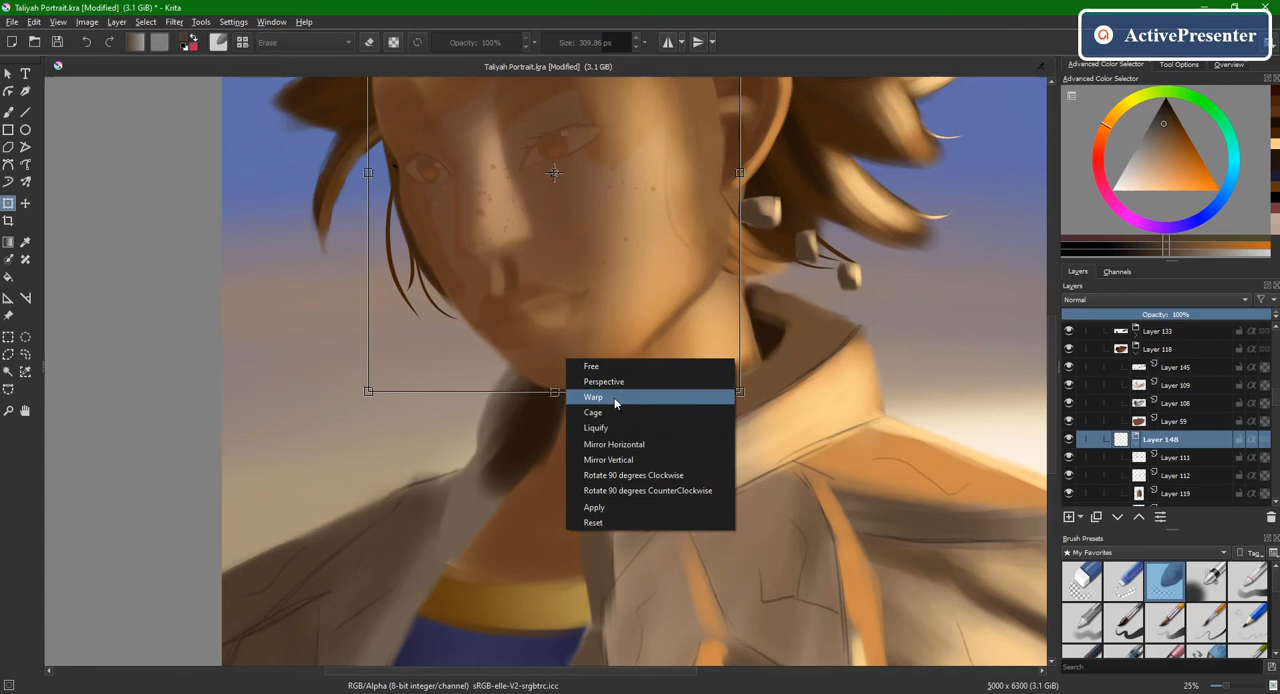 Taliyah Portrait.kra [Modified] (3.1 GiB) * - Krita
File Edit View Image Layer Select Filter Tools Settings Window Help
ActivePresenter
Erase
Opacity: 100%
Size: 309.86 px
Taliyah Portrait.kra [Modified] (3.1 GiB)
Advanced Color Selector
Tool Options
Overview
Advanced Color Selector
Layers
Channels
Layers
Normal
Opacity: 100%
Layer 133
Layer 118
Layer 145
Layer 109
Layer 108
Layer 59
Layer 148
Layer 111
Layer 112
Layer 119
Free
Perspective
Warp
Cage
Liquify
Mirror Horizontal
Mirror Vertical
Rotate 90 degrees Clockwise
Rotate 90 degrees CounterClockwise
Apply
Reset
Brush Presets
★ My Favorites
Tag
Search
RGB/Alpha (8-bit integer/channel) sRGB-elle-V2-srgbtrc.icc
5000 x 6300 (3.1 GiB)
25%